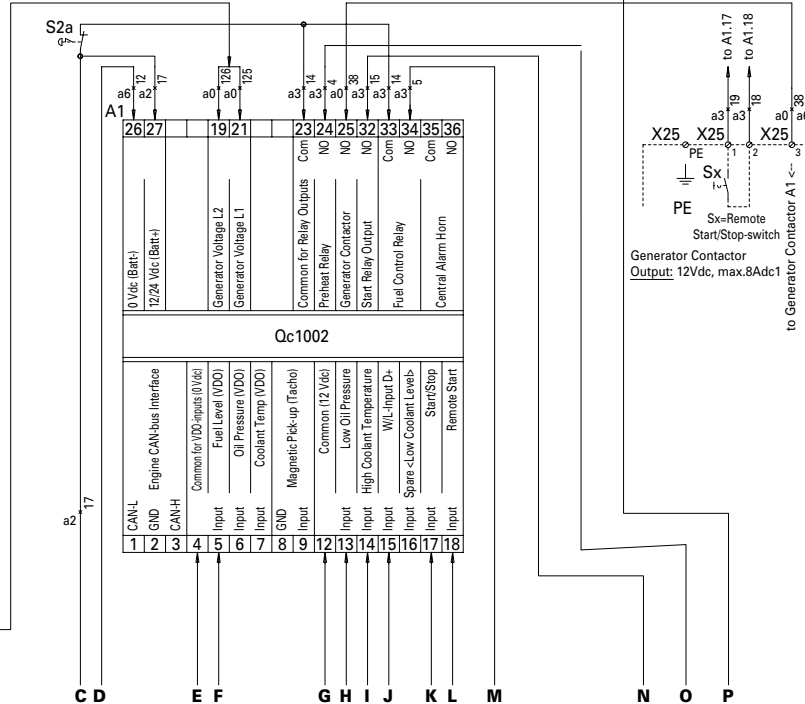 S2a
to A1.17
to A1.18
a6 12
a2 17
a0 126
a0 125
a3 14
a3 4
a0 38
a3 15
a3 14
a3 5
a3 19
a3 18
a0 38
A1
26 27 19 21 23 24 25 32 33 34 35 36
Com
NO
NO
NO
Com
NO
Com
NO
0 Vdc (Batt-)
12/24 Vdc (Batt+)
Generator Voltage L2
Generator Voltage L1
Common for Relay Outputs
Preheat Relay
Generator Contactor
Start Relay Output
Fuel Control Relay
Central Alarm Horn
X25 X25 X25
PE 1 2 3
Sx
PE
Sx=Remote
Start/Stop-switch
Generator Contactor
Output: 12Vdc, max.8Adc1
to Generator Contactor A1 <--
Qc1002
Engine CAN-bus Interface
Common for VDO-inputs (0 Vdc)
Fuel Level (VDO)
Oil Pressure (VDO)
Coolant Temp (VDO)
Magnetic Pick-up (Tacho)
Common (12 Vdc)
Low Oil Pressure
High Coolant Temperature
W/L-Input D+
Spare <Low Coolant Level>
Start/Stop
Remote Start
a2 17
CAN-L
GND
CAN-H
Input
Input
Input
Input
GND
Input
Input
Input
Input
Input
Input
Input
1 2 3 4 5 6 7 8 9 12 13 14 15 16 17 18
C D E F G H I J K L M N O P